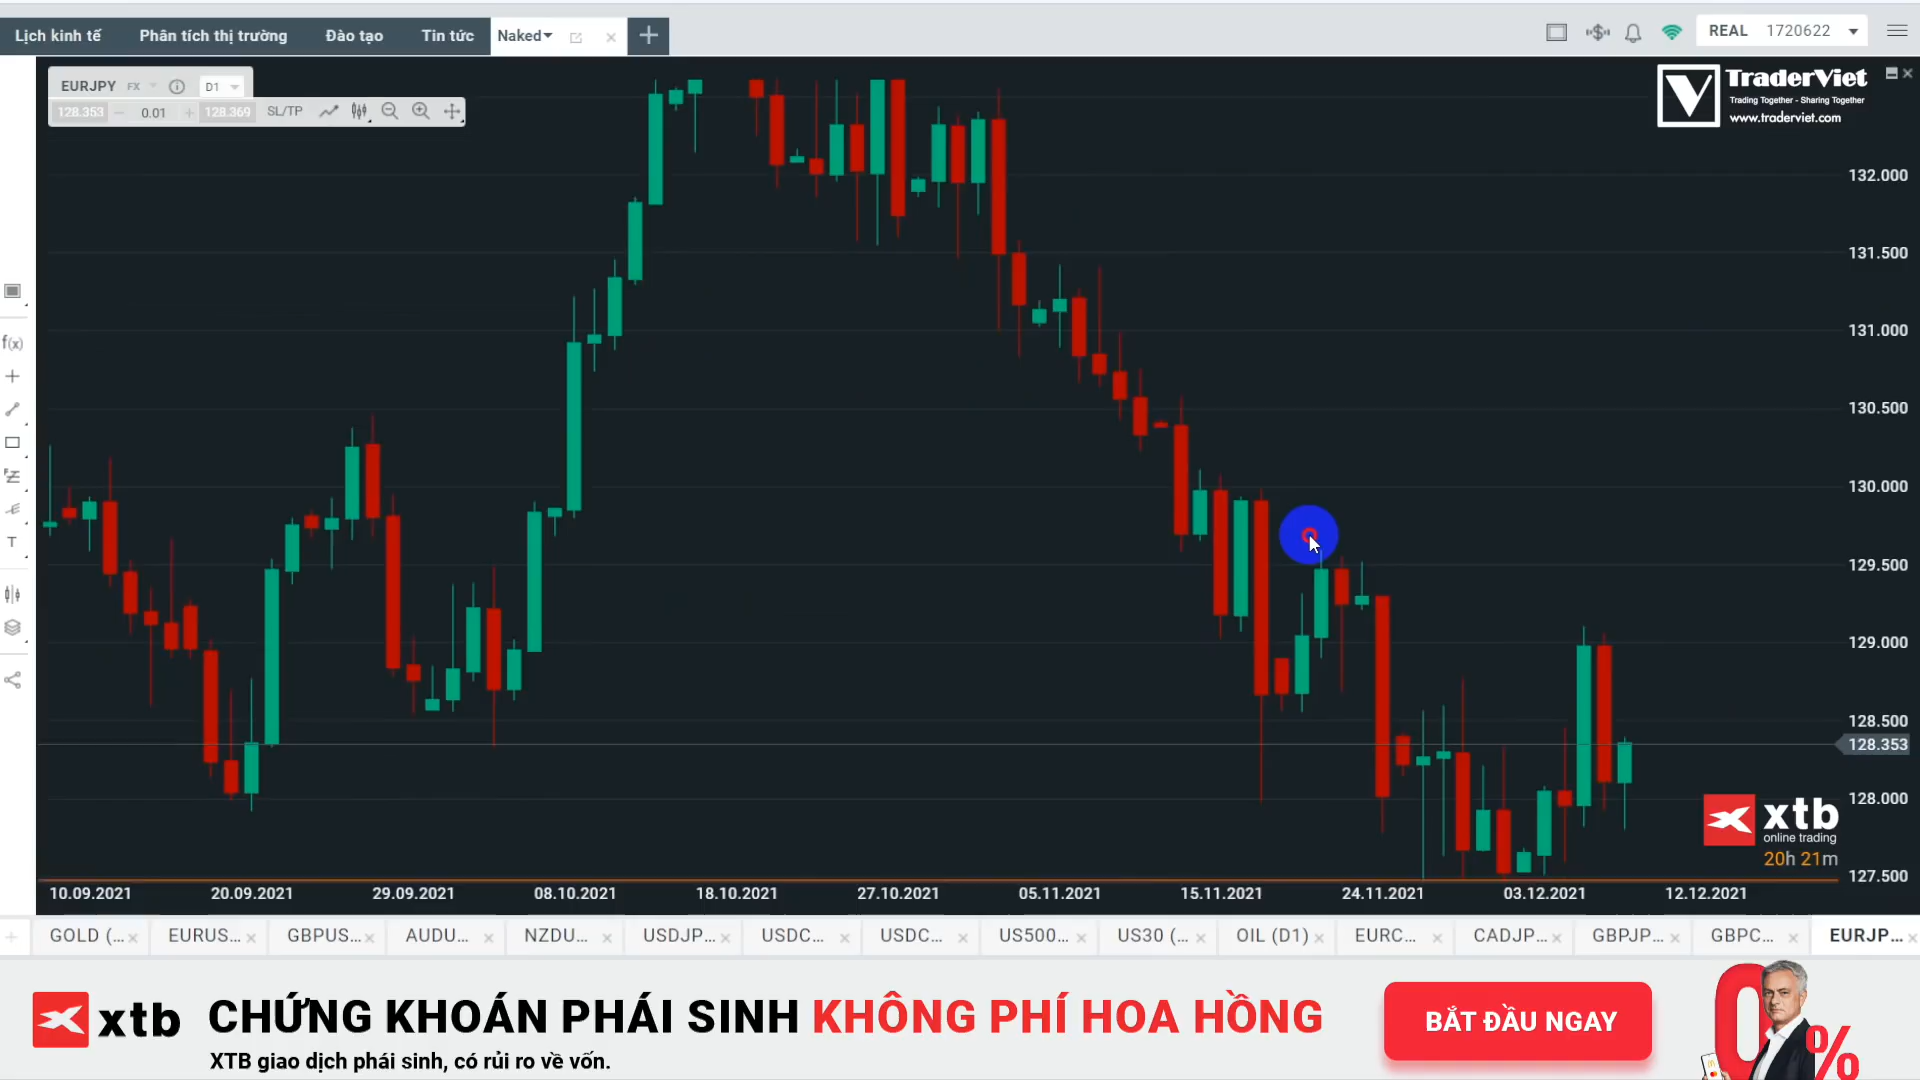 Lịch kinh tế Phân tích thị trường Đào tạo Tin tức Naked REAL 1720622
EURJPY FX D1
128.353 0.01 128.369 SL/TP
TraderViet
Trading Together - Sharing Together
www.traderviet.com
132.000
131.500
131.000
130.500
130.000
129.500
129.000
128.500
128.353
128.000
127.500
f(x)
T
xtb
online trading
20h 21m
10.09.2021 20.09.2021 29.09.2021 08.10.2021 18.10.2021 27.10.2021 05.11.2021 15.11.2021 24.11.2021 03.12.2021 12.12.2021
GOLD (... EURUS... GBPUS... AUDU... NZDU... USDJP... USDC... USDC... US500... US30 (... OIL (D1) EURC... CADJP... GBPJP... GBPC... EURJP...
xtb CHỨNG KHOÁN PHÁI SINH KHÔNG PHÍ HOA HỒNG
XTB giao dịch phái sinh, có rủi ro về vốn.
BẮT ĐẦU NGAY
0%